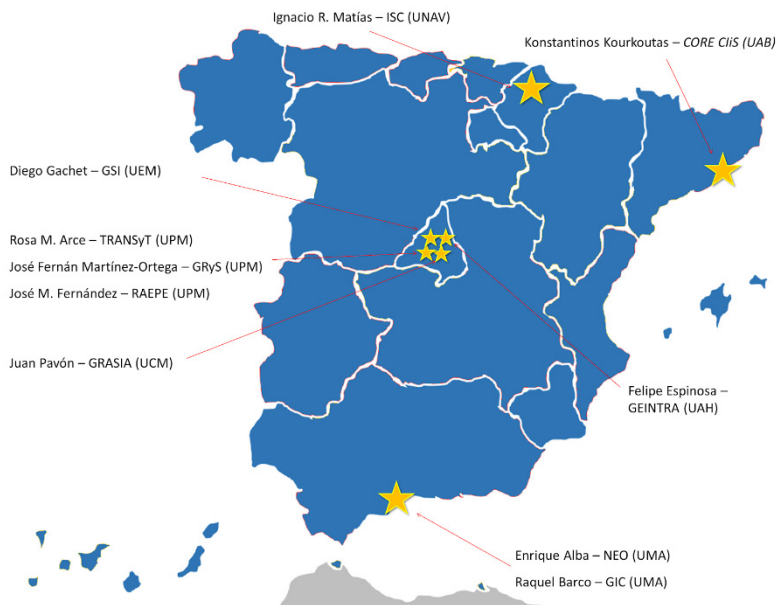 Ignacio R. Matías – ISC (UNAV)
Konstantinos Kourkoutas – CORE CIiS (UAB)
Diego Gachet – GSI (UEM)
Rosa M. Arce – TRANSyT (UPM)
José Fernán Martínez-Ortega – GRyS (UPM)
José M. Fernández – RAEPE (UPM)
Juan Pavón – GRASIA (UCM)
Felipe Espinosa –
GEINTRA (UAH)
Enrique Alba – NEO (UMA)
Raquel Barco – GIC (UMA)